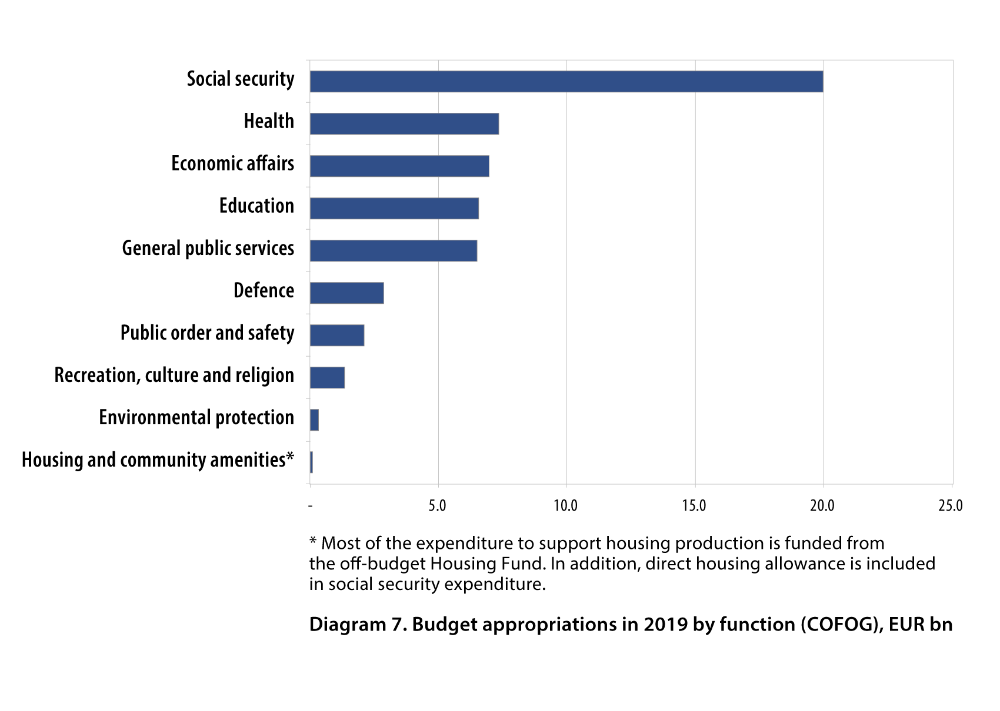 Social security
Health
Economic affairs
Education
General public services
Defence
Public order and safety
Recreation, culture and religion
Environmental protection
Housing and community amenities*
- 5.0 10.0 15.0 20.0 25.0
* Most of the expenditure to support housing production is funded from
the off-budget Housing Fund. In addition, direct housing allowance is included
in social security expenditure.
Diagram 7. Budget appropriations in 2019 by function (COFOG), EUR bn